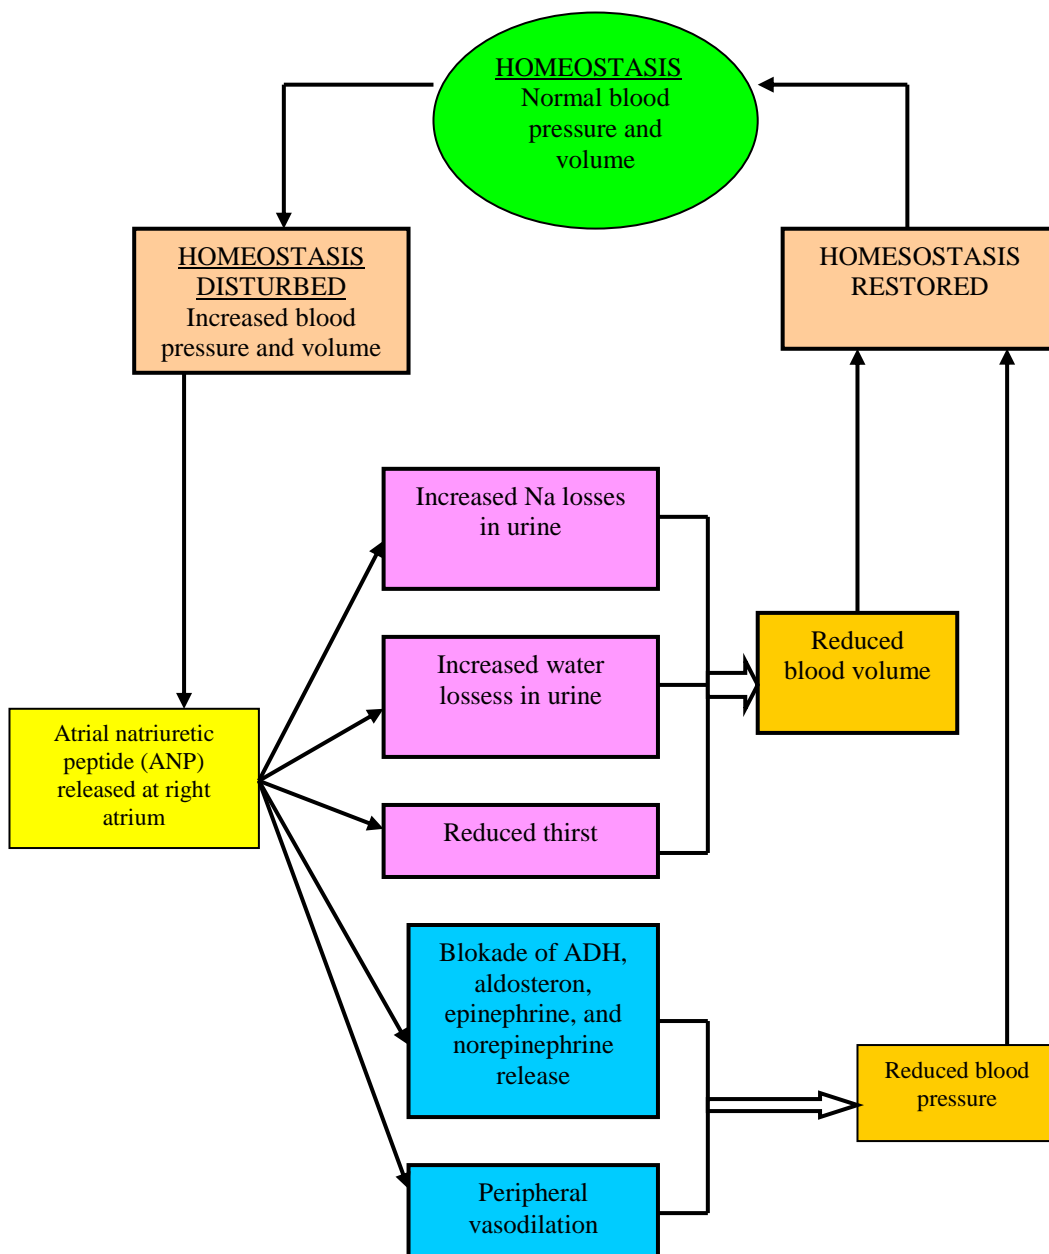 HOMEOSTASIS
Normal blood
pressure and
volume
HOMEOSTASIS
DISTURBED
Increased blood
pressure and volume
HOMESOSTASIS
RESTORED
Increased Na losses
in urine
Increased water
lossess in urine
Reduced
blood volume
Atrial natriuretic
peptide (ANP)
released at right
atrium
Reduced thirst
Blokade of ADH,
aldosteron,
epinephrine, and
norepinephrine
release
Reduced blood
pressure
Peripheral
vasodilation